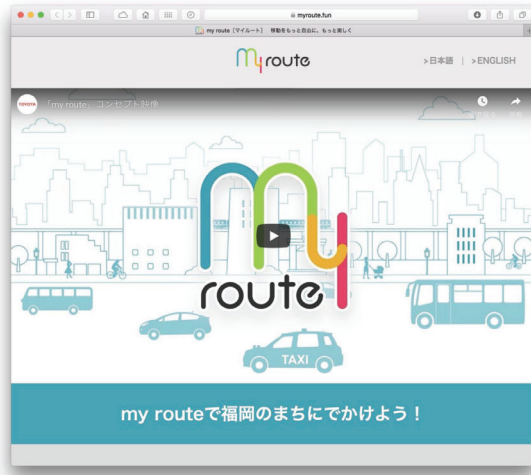 myroute.fun
my route［マイルート］ 移動をもっと自由に。もっと楽しく
my route
>日本語 | >ENGLISH
TOYOTA 「my route」コンセプト映像
my
route
TAXI
my routeで福岡のまちにでかけよう！